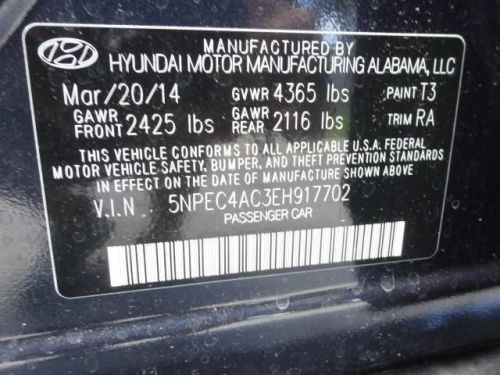 MANUFACTURED BY
HYUNDAI MOTOR MANUFACTURING ALABAMA, LLC
Mar/20/14 GVWR 4365 lbs PAINT T3
GAWR FRONT 2425 lbs GAWR REAR 2116 lbs TRIM RA
THIS VEHICLE CONFORMS TO ALL APPLICABLE U.S.A. FEDERAL
MOTOR VEHICLE SAFETY, BUMPER, AND THEFT PREVENTION
STANDARDS IN EFFECT ON THE DATE OF MANUFACTURE SHOWN ABOVE.
V.I.N 5NPEC4AC3EH917702
PASSENGER CAR